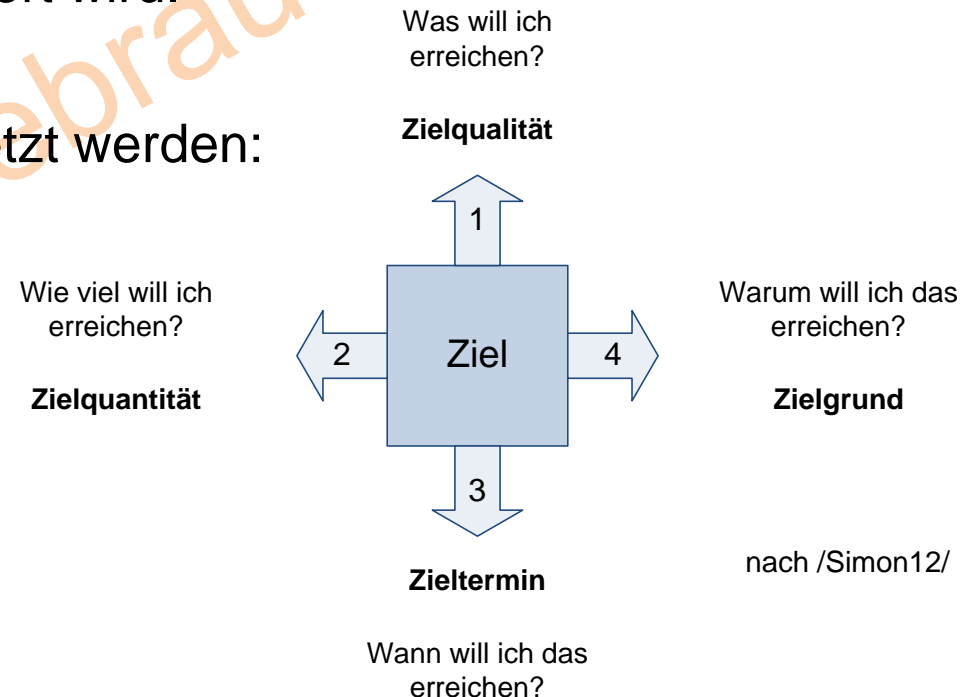 Was will ich
erreichen?
werden:
Zielqualität
1
Wie viel will ich
erreichen?
Zielquantität
2
Ziel
4
Warum will ich das
erreichen?
Zielgrund
3
Zieltermin
nach /Simon12/
Wann will ich das
erreichen?